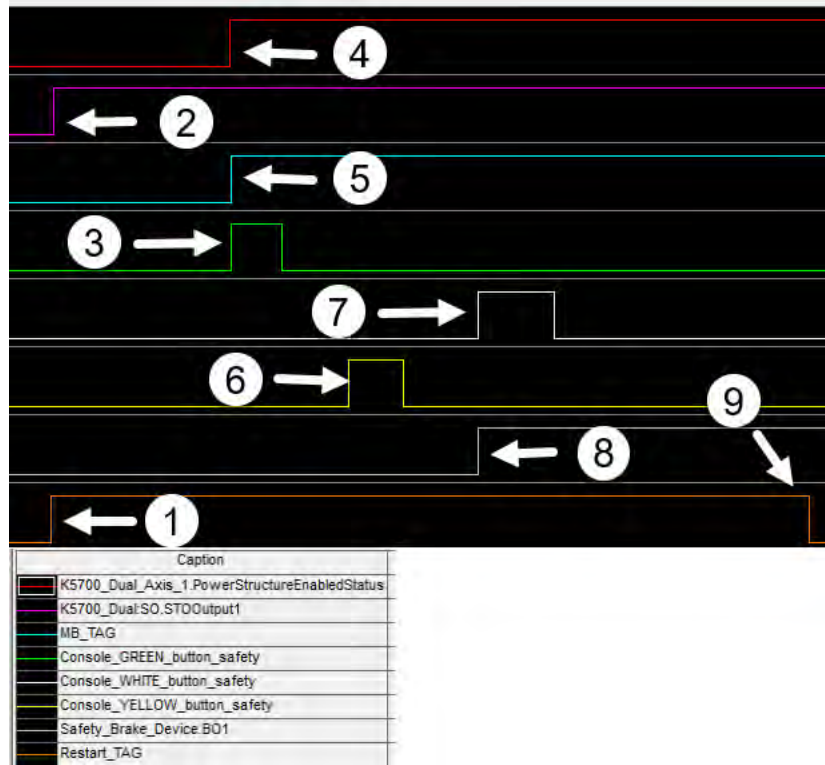 4
2
5
3
7
6
9
8
1
Caption
K5700_Dual_Axis_1.PowerStructureEnabledStatus
K5700_Dual:SO.STOOutput1
MB_TAG
Console_GREEN_button_safety
Console_WHITE_button_safety
Console_YELLOW_button_safety
Safety_Brake_Device.BO1
Restart_TAG